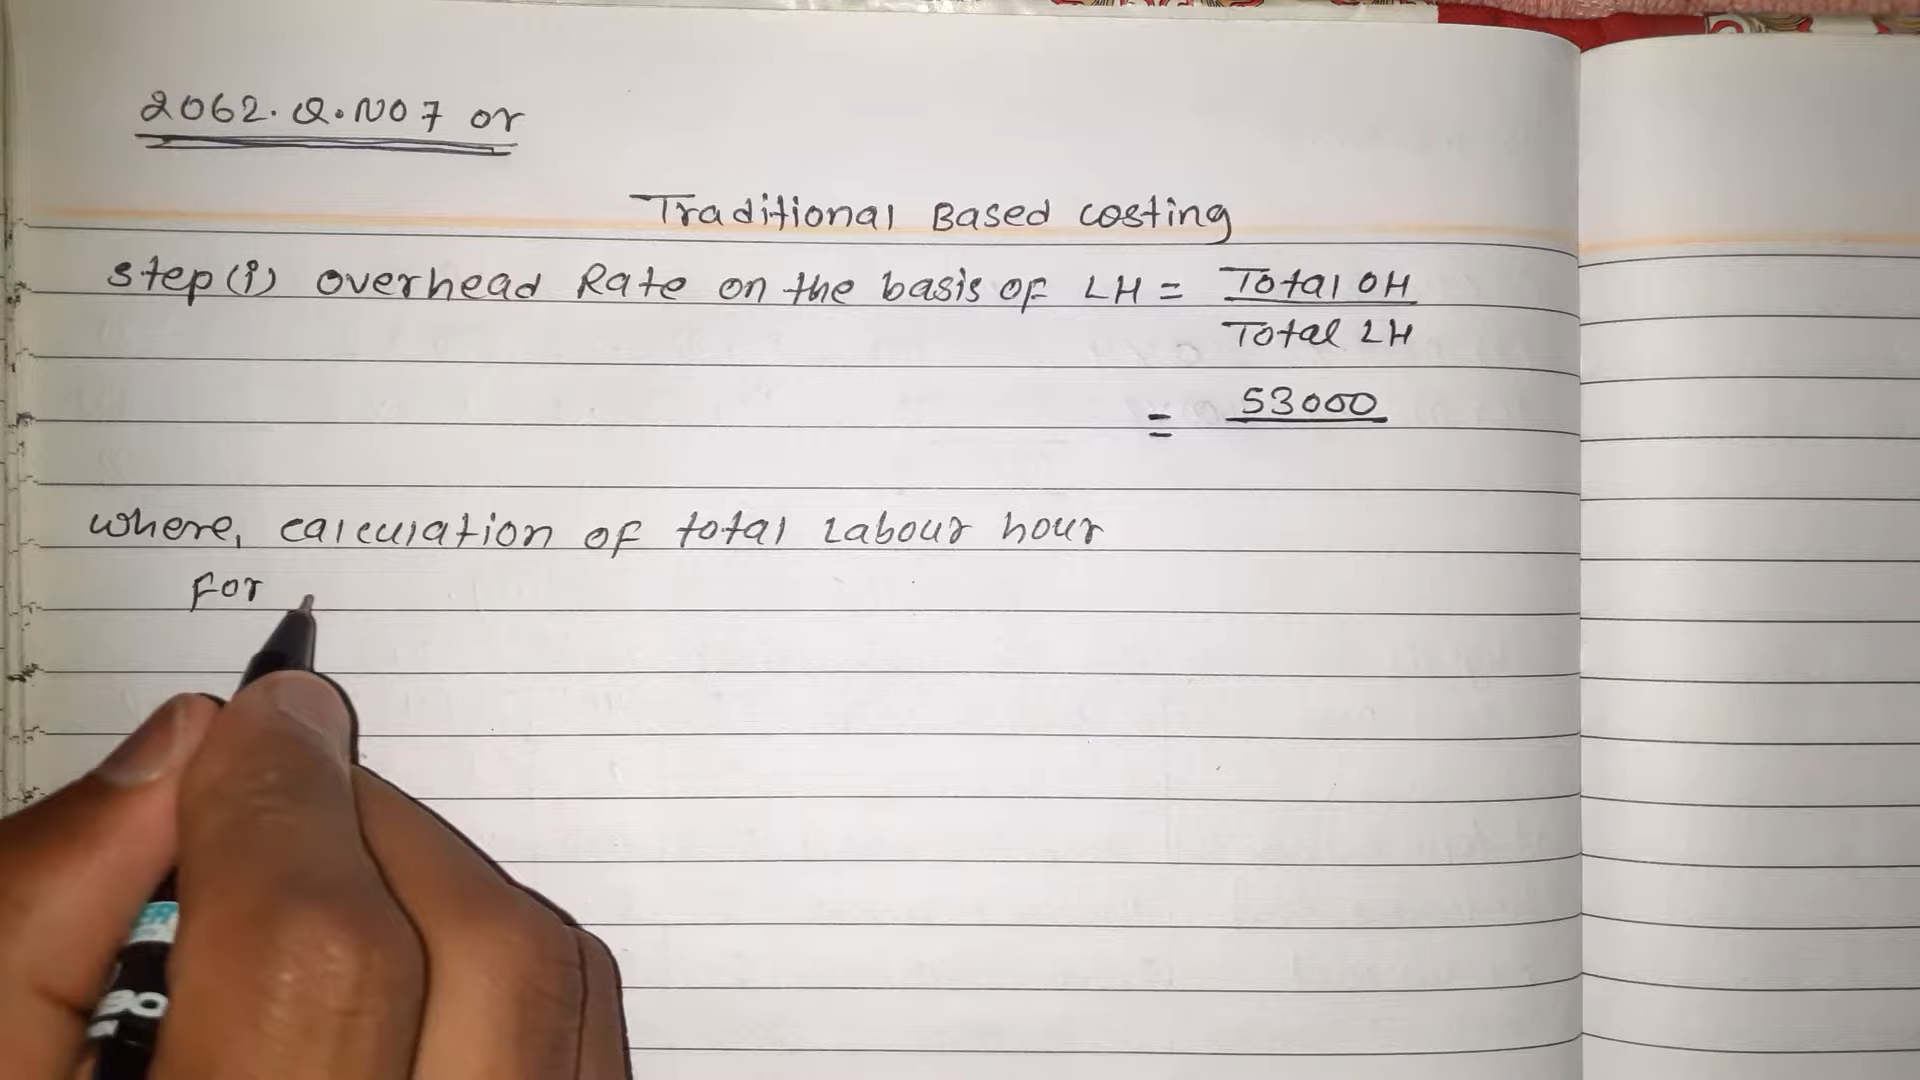 2062. Q. NO 7 or
Traditional Based costing
step (i) overhead Rate on the basis of LH = Total OH
Total LH
= 53000
where, calculation of total Labour hour
For